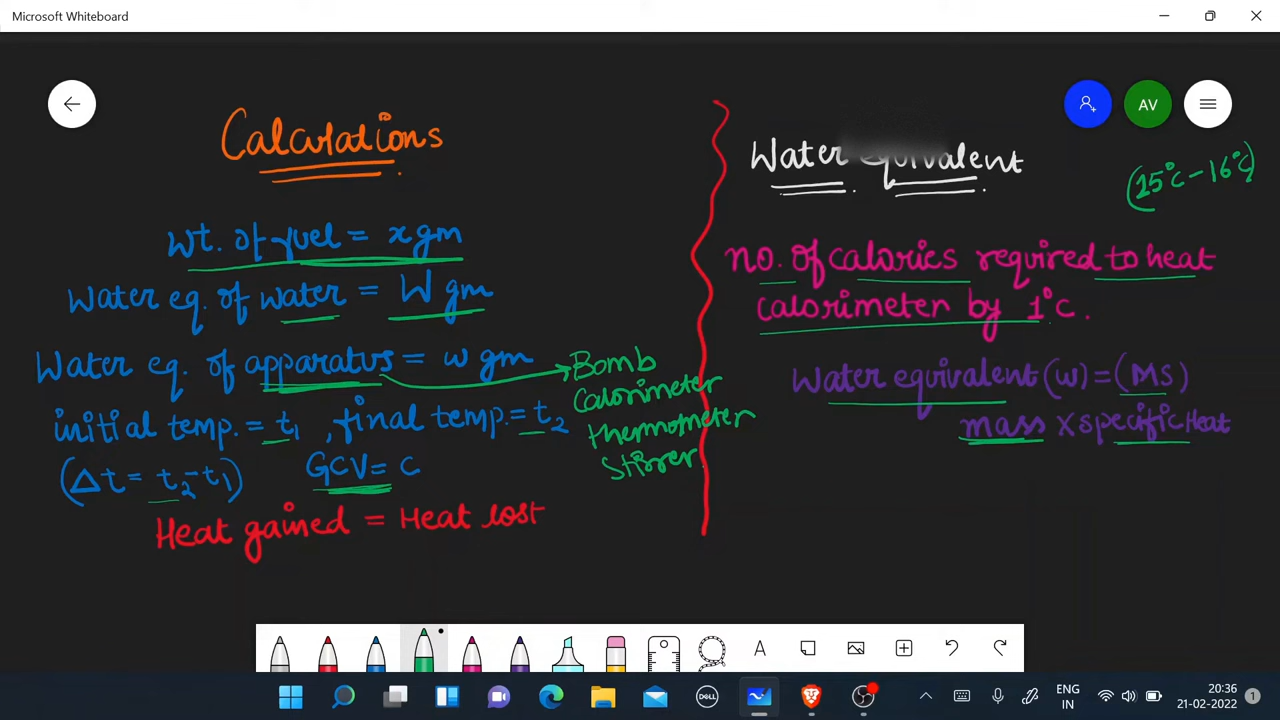 Microsoft Whiteboard
AV
Calculations
Wt. of fuel = x gm
Water eq. of water = W gm
Water eq. of apparatus = w gm
Bomb
Calorimeter
thermometer
Stirrer
initial temp. = t₁ , final temp. = t₂
(Δt = t₂-t₁) GCV = C
Heat gained = Heat lost
Water equivalent
(15°C - 16°C)
no. of calories required to heat
calorimeter by 1°C.
Water equivalent (w) = (MS)
mass x specific Heat
A
DELL
ENG
IN
20:36
21-02-2022
1